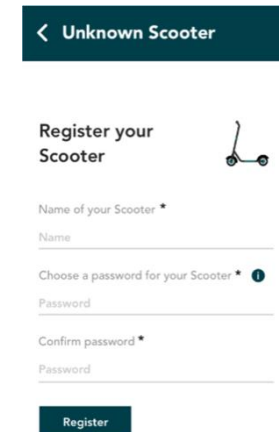 Unknown Scooter
Register your
Scooter
Name of your Scooter *
Name
Choose a password for your Scooter * i
Password
Confirm password *
Password
Register